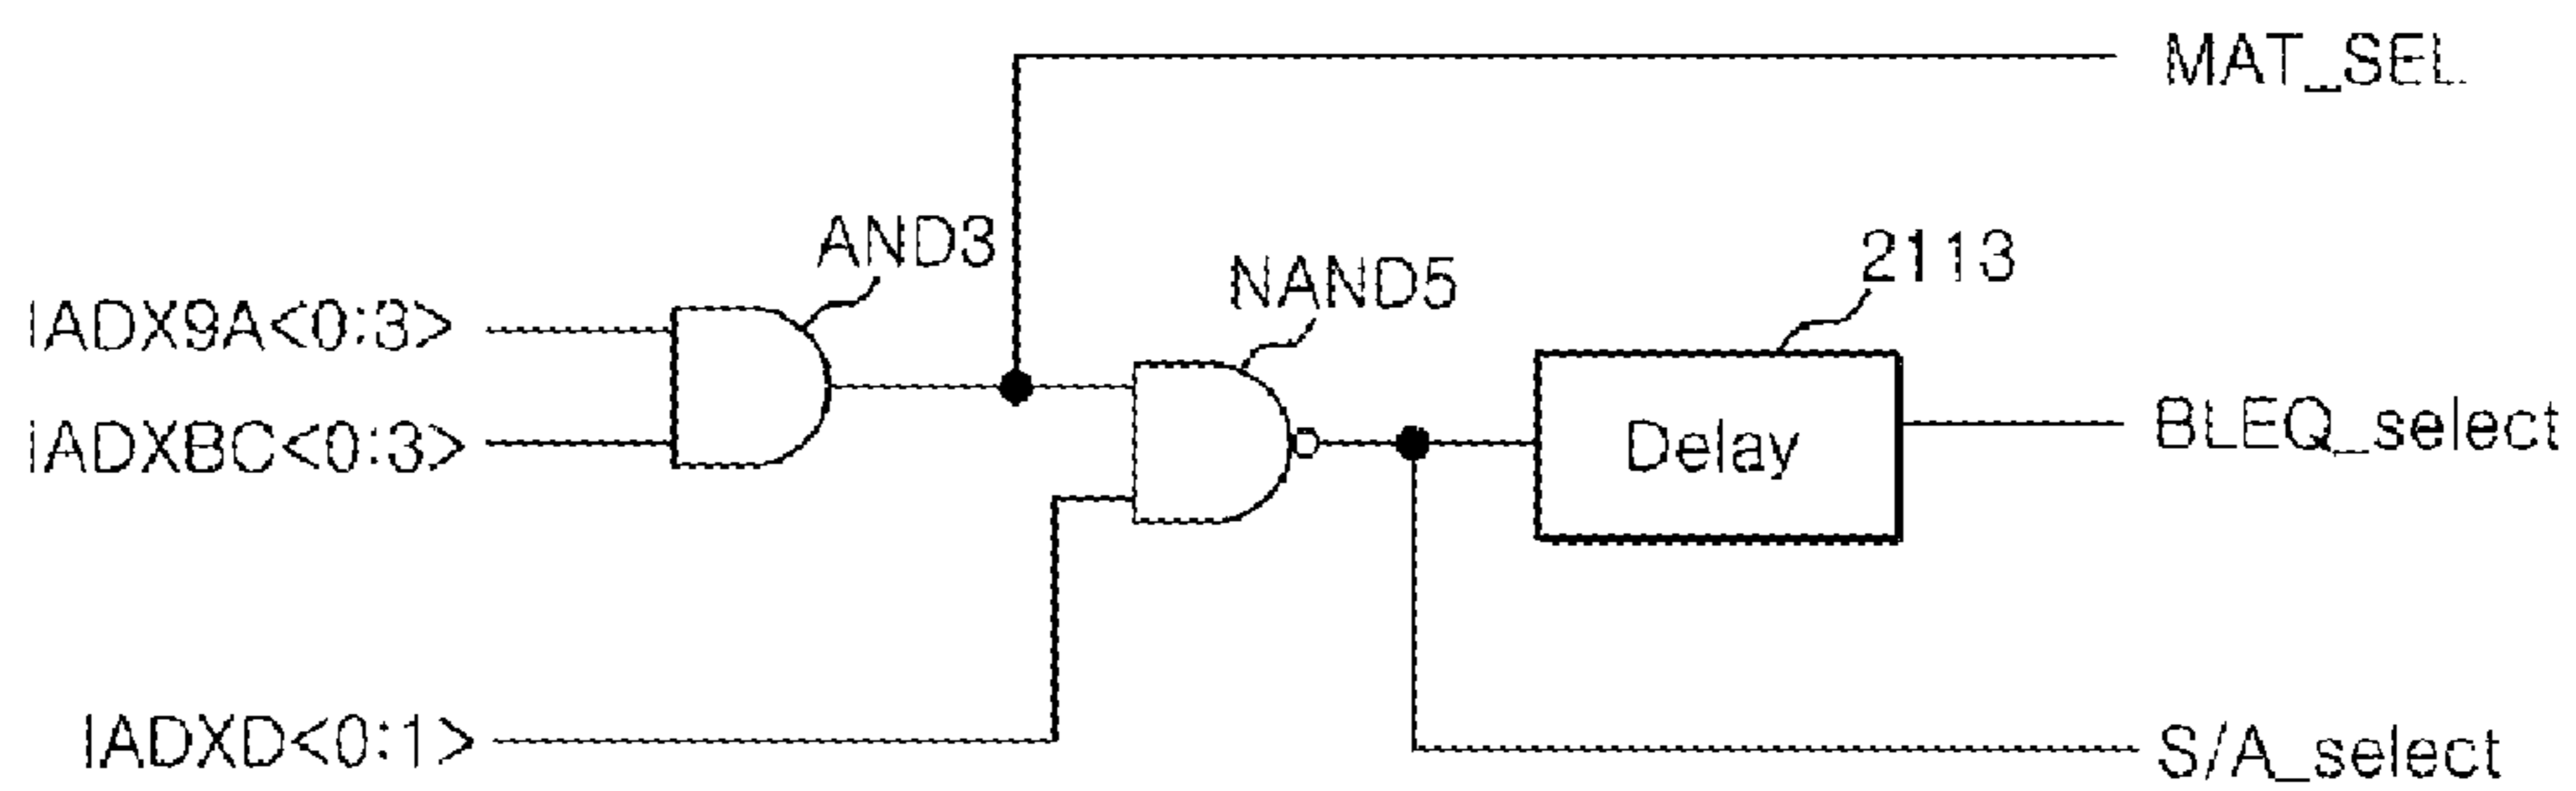 MAT_SEL
AND3
NAND5
2113
IADX9A<0:3>
IADXBC<0:3>
Delay
BLEQ_select
IADXD<0:1>
S/A_select